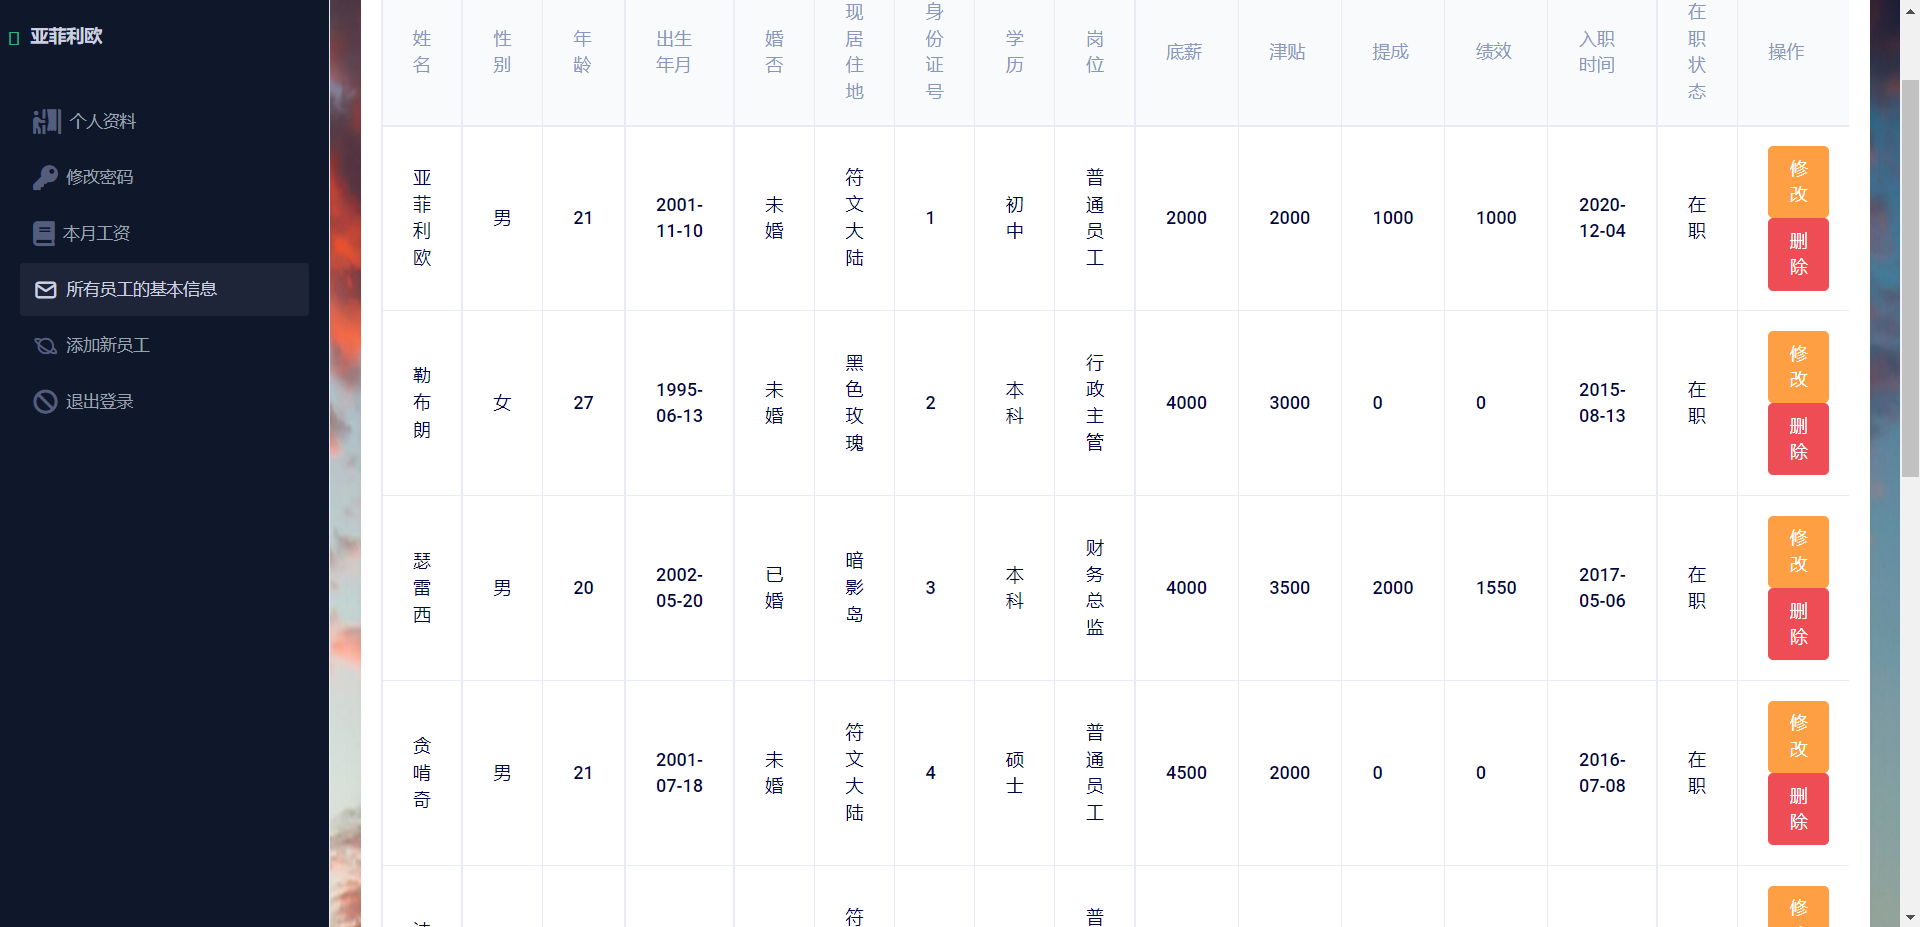 亚菲利欧
个人资料
修改密码
本月工资
所有员工的基本信息
添加新员工
退出登录
姓名 性别 年龄 出生年月 婚否 现居住地 身份证号 学历 岗位 底薪 津贴 提成 绩效 入职时间 在职状态 操作
亚菲利欧 男 21 2001-11-10 未婚 符文大陆 1 初中 普通员工 2000 2000 1000 1000 2020-12-04 在职 修改 删除
勒布朗 女 27 1995-06-13 未婚 黑色玫瑰 2 本科 行政主管 4000 3000 0 0 2015-08-13 在职 修改 删除
瑟雷西 男 20 2002-05-20 已婚 暗影岛 3 本科 财务总监 4000 3500 2000 1550 2017-05-06 在职 修改 删除
贪啃奇 男 21 2001-07-18 未婚 符文大陆 4 硕士 普通员工 4500 2000 0 0 2016-07-08 在职 修改 删除
符 普 修